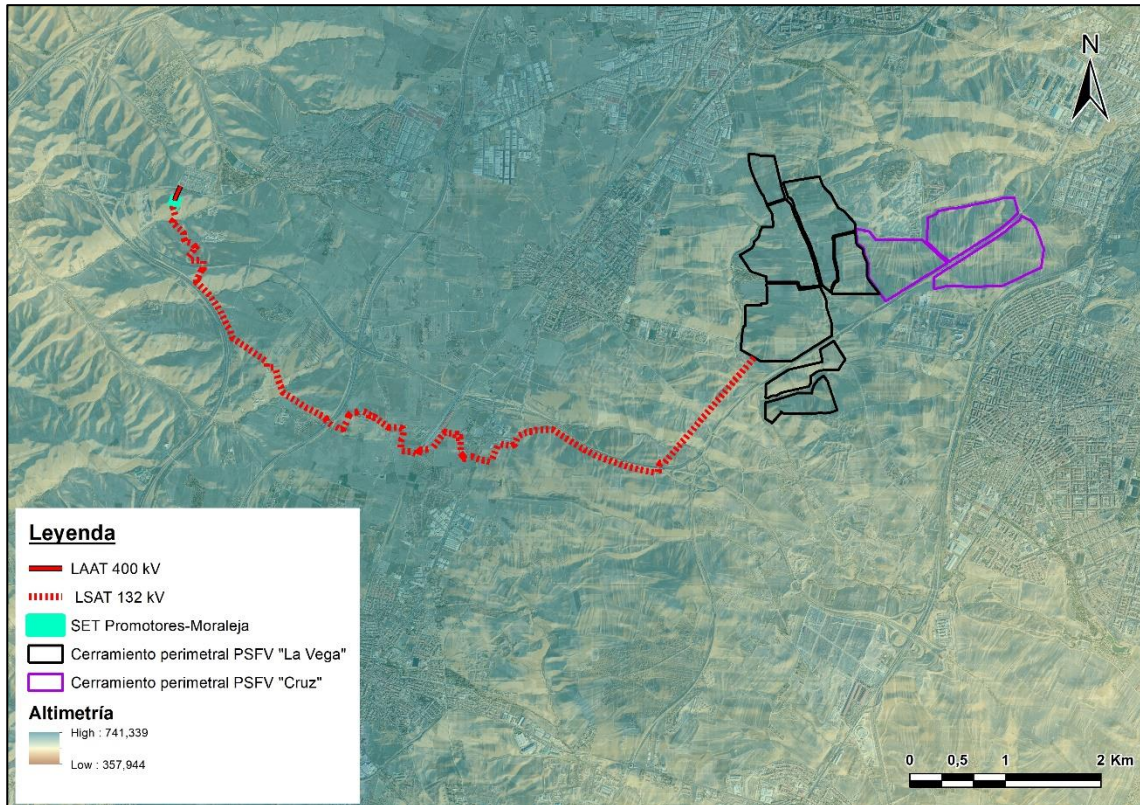 N
Leyenda
LAAT 400 kV
LSAT 132 kV
SET Promotores-Moraleja
Cerramiento perimetral PSFV "La Vega"
Cerramiento perimetral PSFV "Cruz"
Altimetría
High : 741,339
Low : 357,944
0 0,5 1 2 Km